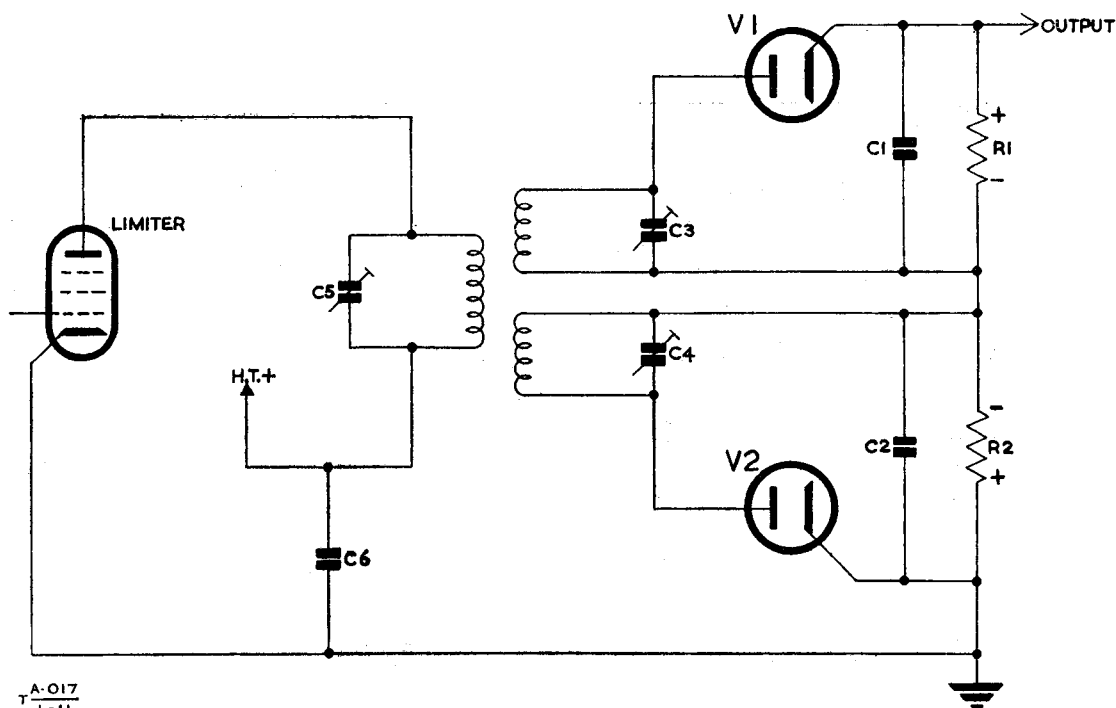 V1
OUTPUT
+
C1
R1
-
LIMITER
C3
C5
C4
H.T.+
-
C2
R2
V2
+
C6
T A-017